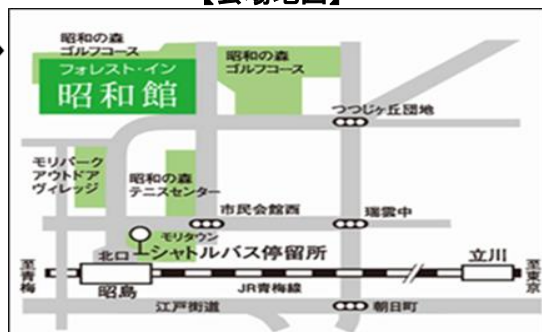 【会場地図】
昭和の森
ゴルフコース
昭和の森
ゴルフコース
フォレスト・イン
昭和館
つつじヶ丘団地
モリパーク
アウトドア
ヴィレッジ
昭和の森
テニスセンター
市民会館西
瑞雲中
モリタウン
シャトルバス停留所
北口
至青梅
昭島
JR青梅線
立川
至東京
江戸街道
朝日町